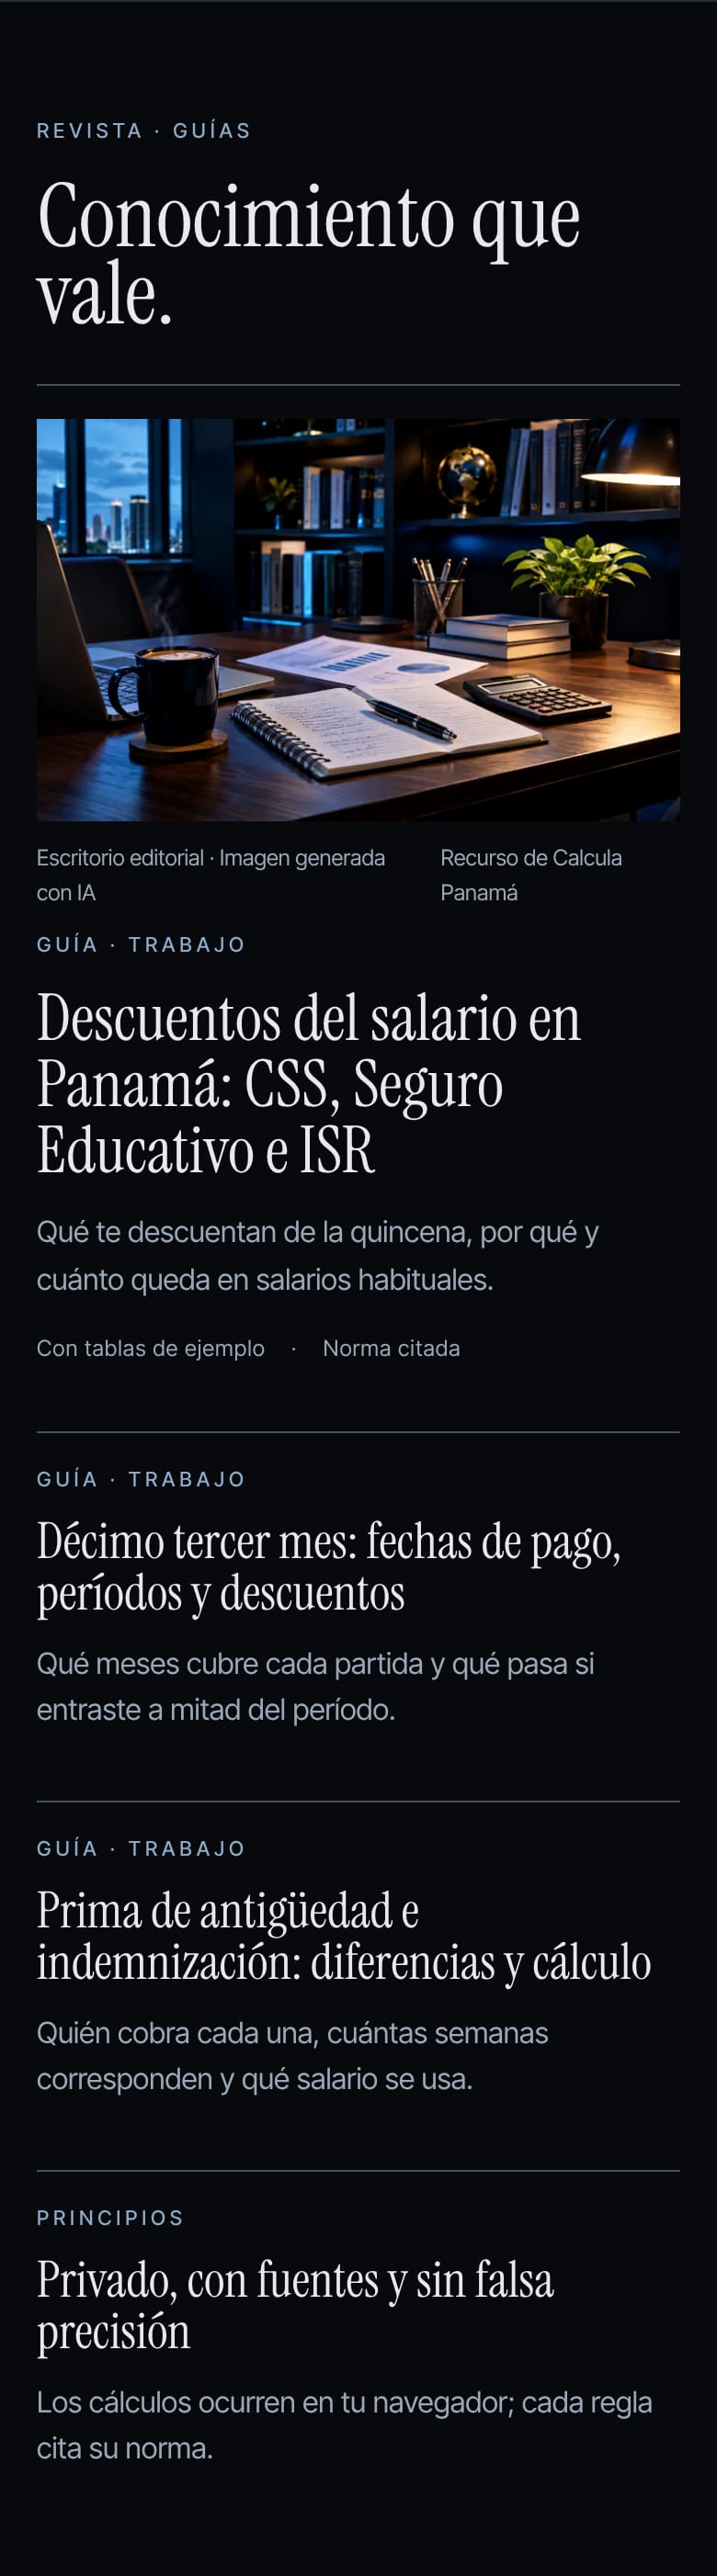 REVISTA · GUÍAS
Conocimiento que
vale.
Escritorio editorial · Imagen generada
con IA
Recurso de Calcula
Panamá
GUÍA · TRABAJO
Descuentos del salario en
Panamá: CSS, Seguro
Educativo e ISR
Qué te descuentan de la quincena, por qué y
cuánto queda en salarios habituales.
Con tablas de ejemplo · Norma citada
GUÍA · TRABAJO
Décimo tercer mes: fechas de pago,
períodos y descuentos
Qué meses cubre cada partida y qué pasa si
entraste a mitad del período.
GUÍA · TRABAJO
Prima de antigüedad e
indemnización: diferencias y cálculo
Quién cobra cada una, cuántas semanas
corresponden y qué salario se usa.
PRINCIPIOS
Privado, con fuentes y sin falsa
precisión
Los cálculos ocurren en tu navegador; cada regla
cita su norma.